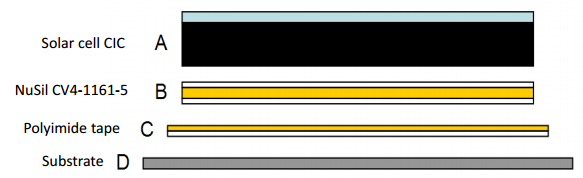 Solar cell CIC A
NuSil CV4-1161-5 B
Polyimide tape C
Substrate D